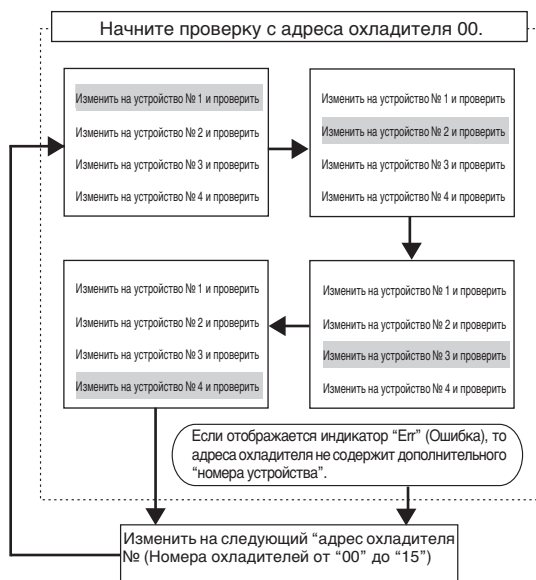 Начните проверку с адреса охладителя 00.
Изменить на устройство № 1 и проверить
Изменить на устройство № 2 и проверить
Изменить на устройство № 3 и проверить
Изменить на устройство № 4 и проверить
Изменить на устройство № 1 и проверить
Изменить на устройство № 2 и проверить
Изменить на устройство № 3 и проверить
Изменить на устройство № 4 и проверить
Изменить на устройство № 1 и проверить
Изменить на устройство № 2 и проверить
Изменить на устройство № 3 и проверить
Изменить на устройство № 4 и проверить
Изменить на устройство № 1 и проверить
Изменить на устройство № 2 и проверить
Изменить на устройство № 3 и проверить
Изменить на устройство № 4 и проверить
Если отображается индикатор “Err” (Ошибка), то
адреса охладителя не содержит дополнительного
“номера устройства”.
Изменить на следующий “адрес охладителя
№ (Номера охладителей от “00” до “15”)